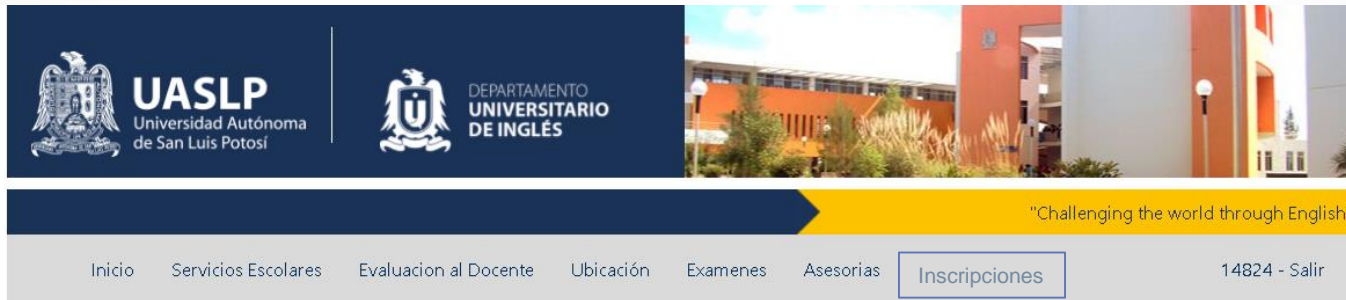 UASLP
Universidad Autónoma
de San Luis Potosí
DEPARTAMENTO
UNIVERSITARIO
DE INGLÉS
"Challenging the world through English
Inicio Servicios Escolares Evaluacion al Docente Ubicación Examenes Asesorias Inscripciones 14824 - Salir